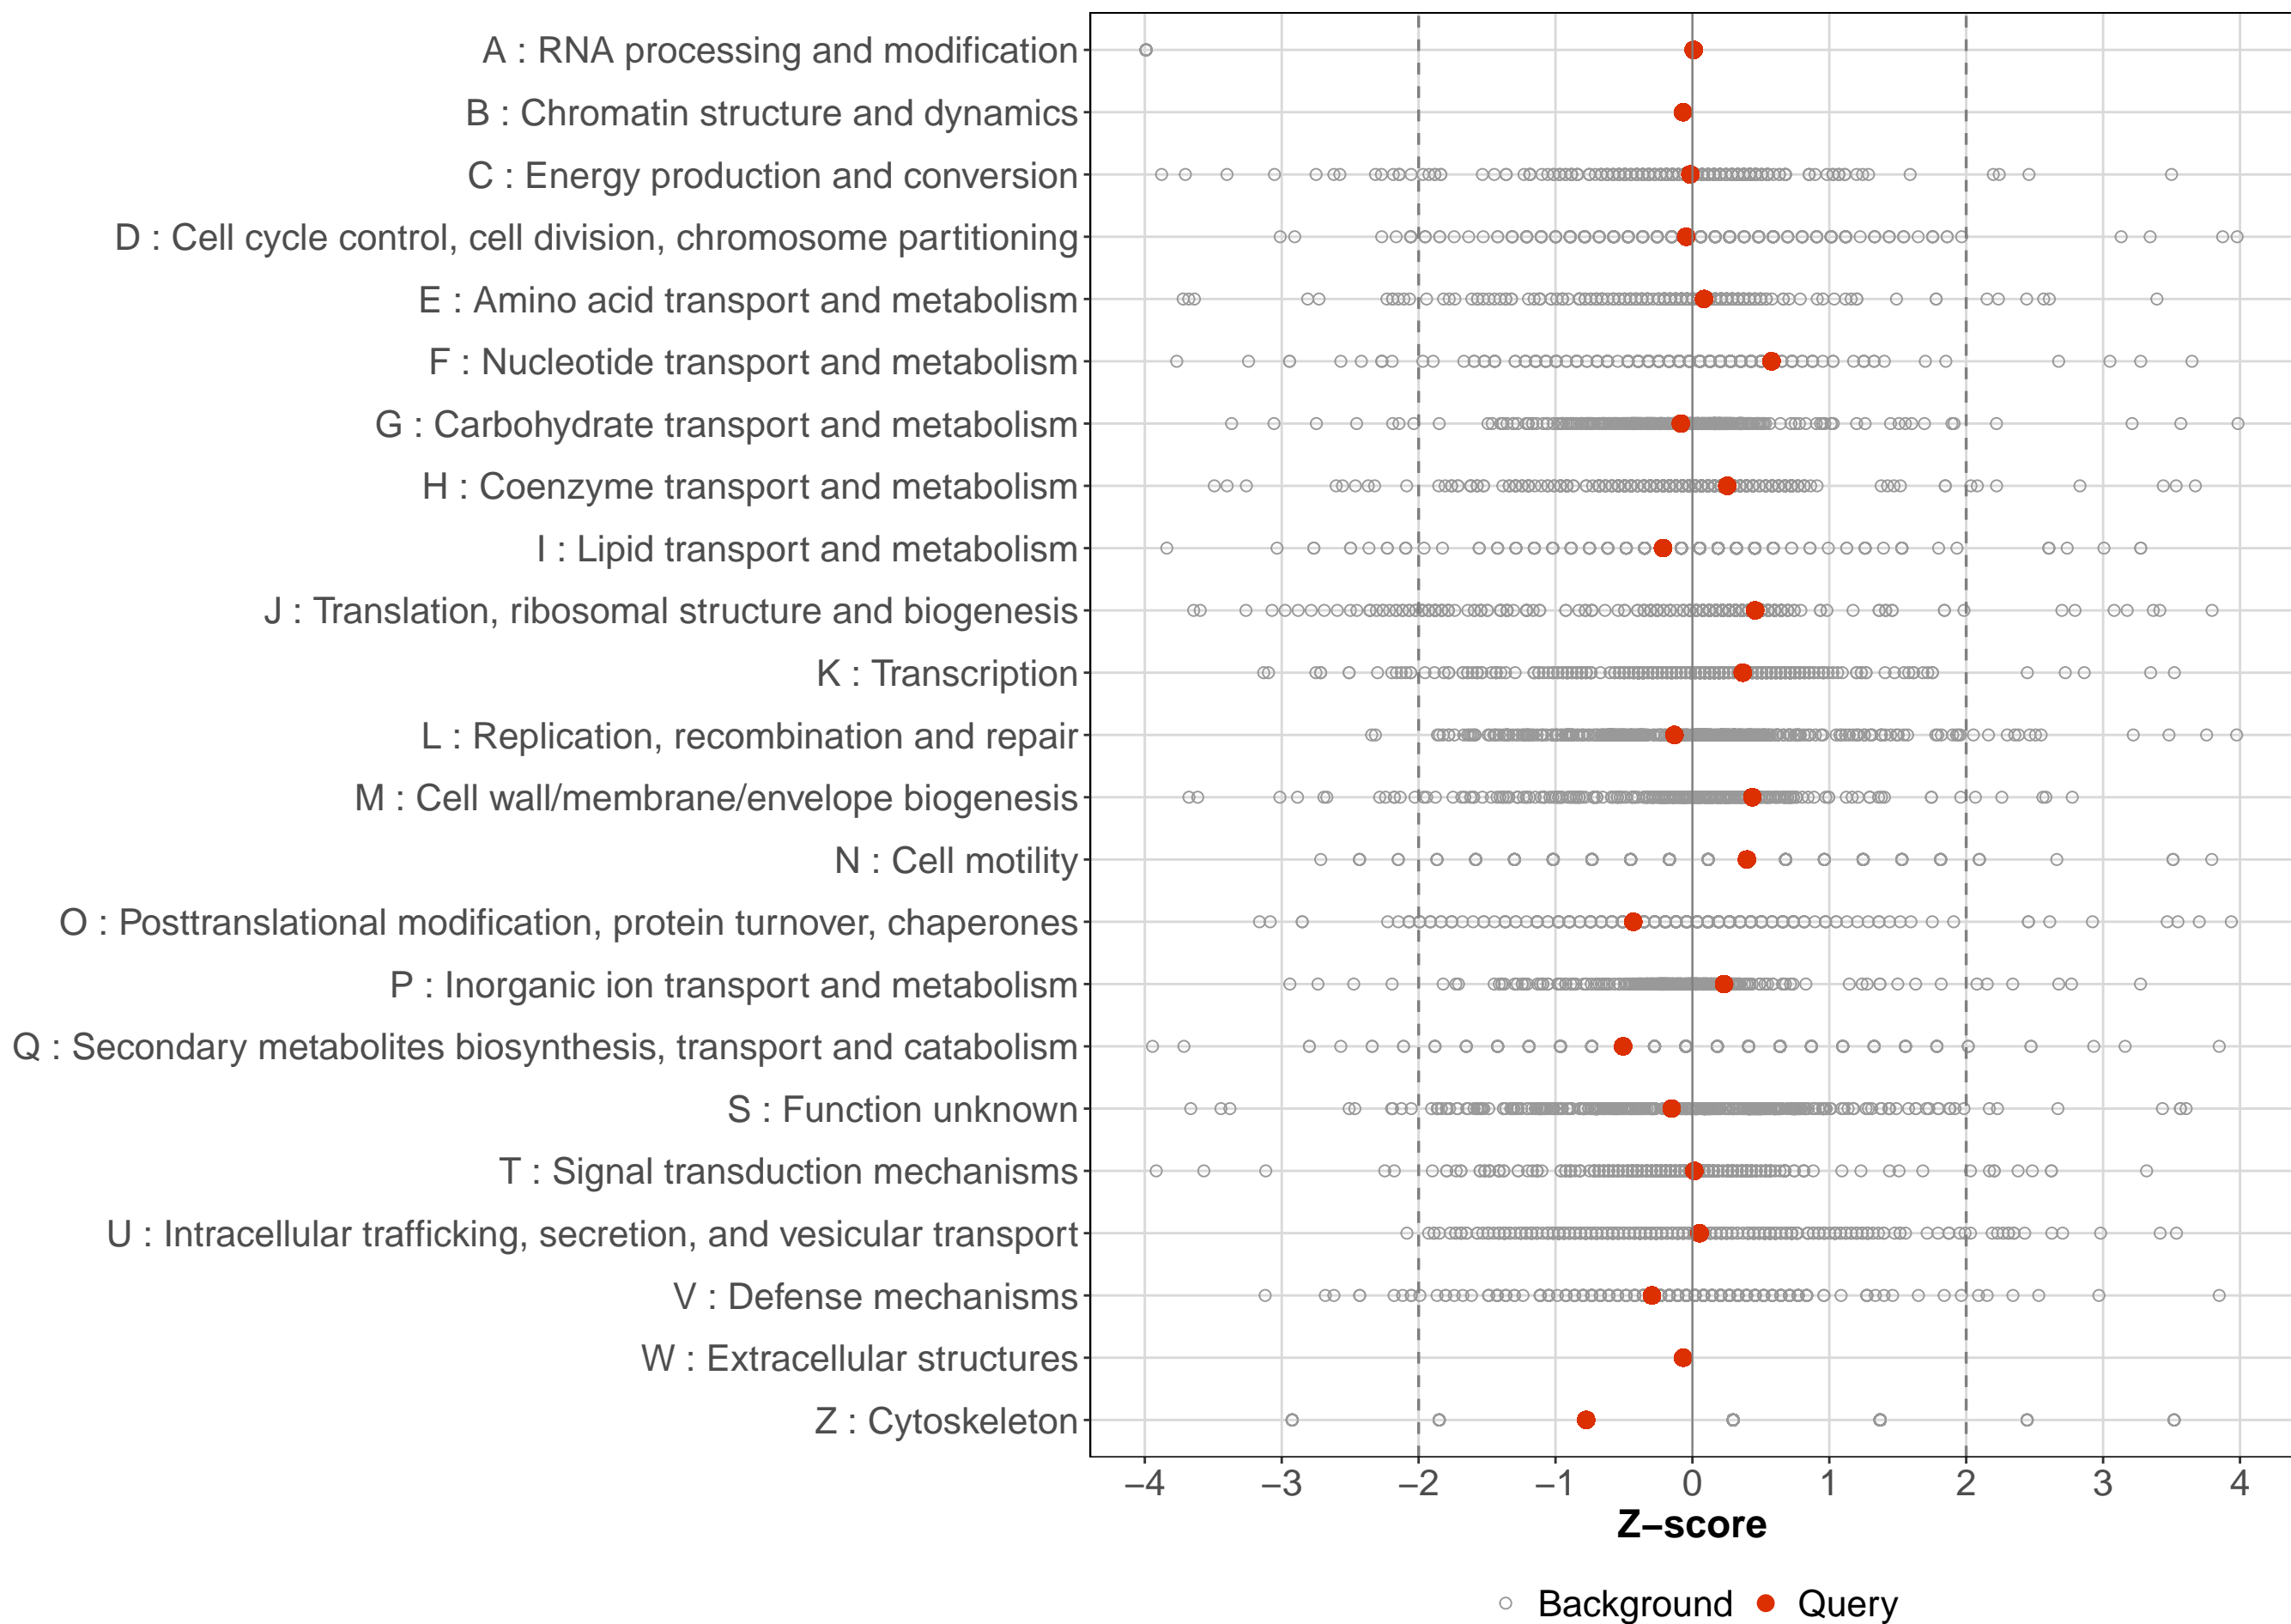 A : RNA processing and modification
B : Chromatin structure and dynamics
C : Energy production and conversion
D : Cell cycle control, cell division, chromosome partitioning
E : Amino acid transport and metabolism
F : Nucleotide transport and metabolism
G : Carbohydrate transport and metabolism
H : Coenzyme transport and metabolism
I : Lipid transport and metabolism
J : Translation, ribosomal structure and biogenesis
K : Transcription
L : Replication, recombination and repair
M : Cell wall/membrane/envelope biogenesis
N : Cell motility
O : Posttranslational modification, protein turnover, chaperones
P : Inorganic ion transport and metabolism
Q : Secondary metabolites biosynthesis, transport and catabolism
S : Function unknown
T : Signal transduction mechanisms
U : Intracellular trafficking, secretion, and vesicular transport
V : Defense mechanisms
W : Extracellular structures
Z : Cytoskeleton
−4 −3 −2 −1 0 1 2 3 4
Z−score
Background Query